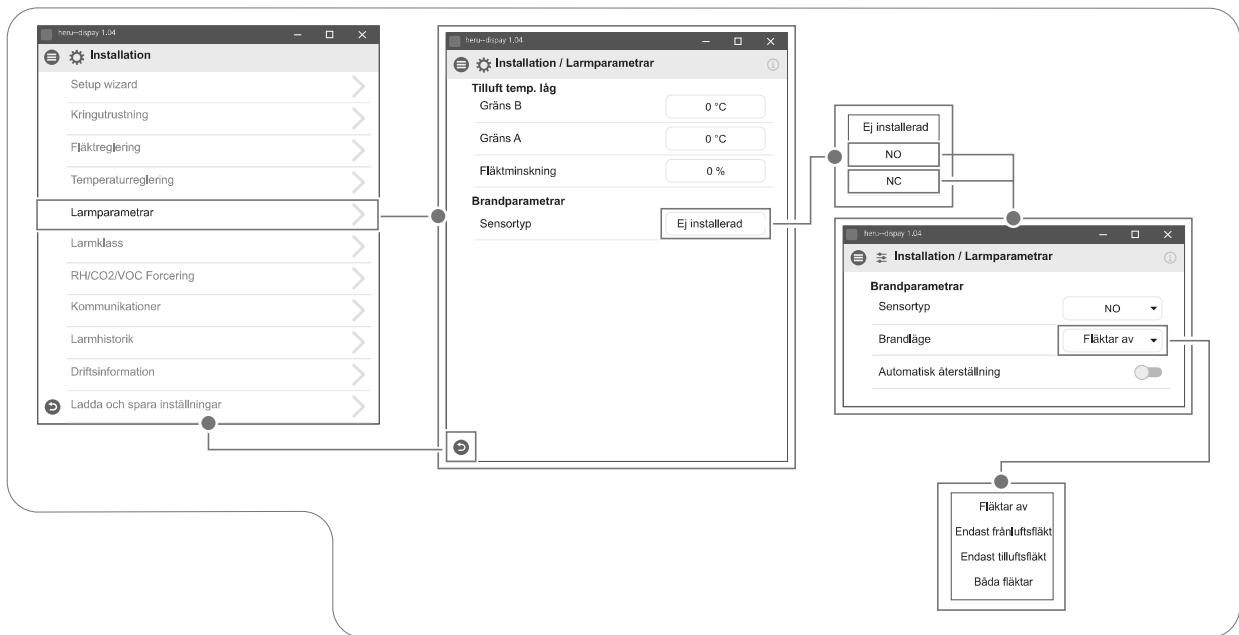 heru--dispay 1.04
Installation
Setup wizard
Kringutrustning
Fläktreglering
Temperaturreglering
Larmparametrar
Larmklass
RH/CO2/VOC Forcering
Kommunikationer
Larmhistorik
Driftsinformation
Ladda och spara inställningar
heru--dispay 1.04
Installation / Larmparametrar
Tilluft temp. låg
Gräns B 0 °C
Gräns A 0 °C
Fläktminskning 0 %
Brandparametrar
Sensortyp Ej installerad
Ej installerad
NO
NC
heru--dispay 1.04
Installation / Larmparametrar
Brandparametrar
Sensortyp NO
Brandläge Fläktar av
Automatisk återställning
Fläktar av
Endast frånluftsfläkt
Endast tilluftsfläkt
Båda fläktar